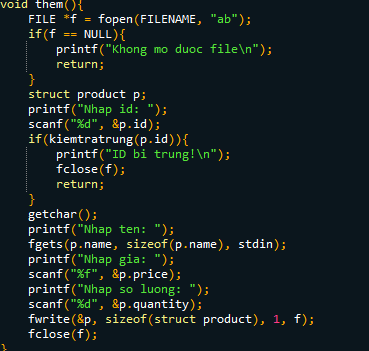 void them(){
    FILE *f = fopen(FILENAME, "ab");
    if(f == NULL){
        printf("Khong mo duoc file\n");
        return;
    }
    struct product p;
    printf("Nhap id: ");
    scanf("%d", &p.id);
    if(kiemtratrung(p.id)){
        printf("ID bi trung!\n");
        fclose(f);
        return;
    }
    getchar();
    printf("Nhap ten: ");
    fgets(p.name, sizeof(p.name), stdin);
    printf("Nhap gia: ");
    scanf("%f", &p.price);
    printf("Nhap so luong: ");
    scanf("%d", &p.quantity);
    fwrite(&p, sizeof(struct product), 1, f);
    fclose(f);
}